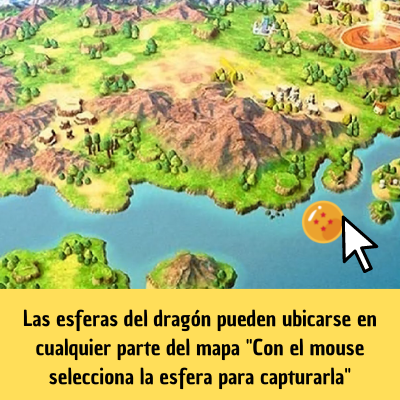 Las esferas del dragón pueden ubicarse en
cualquier parte del mapa "Con el mouse
selecciona la esfera para capturarla"